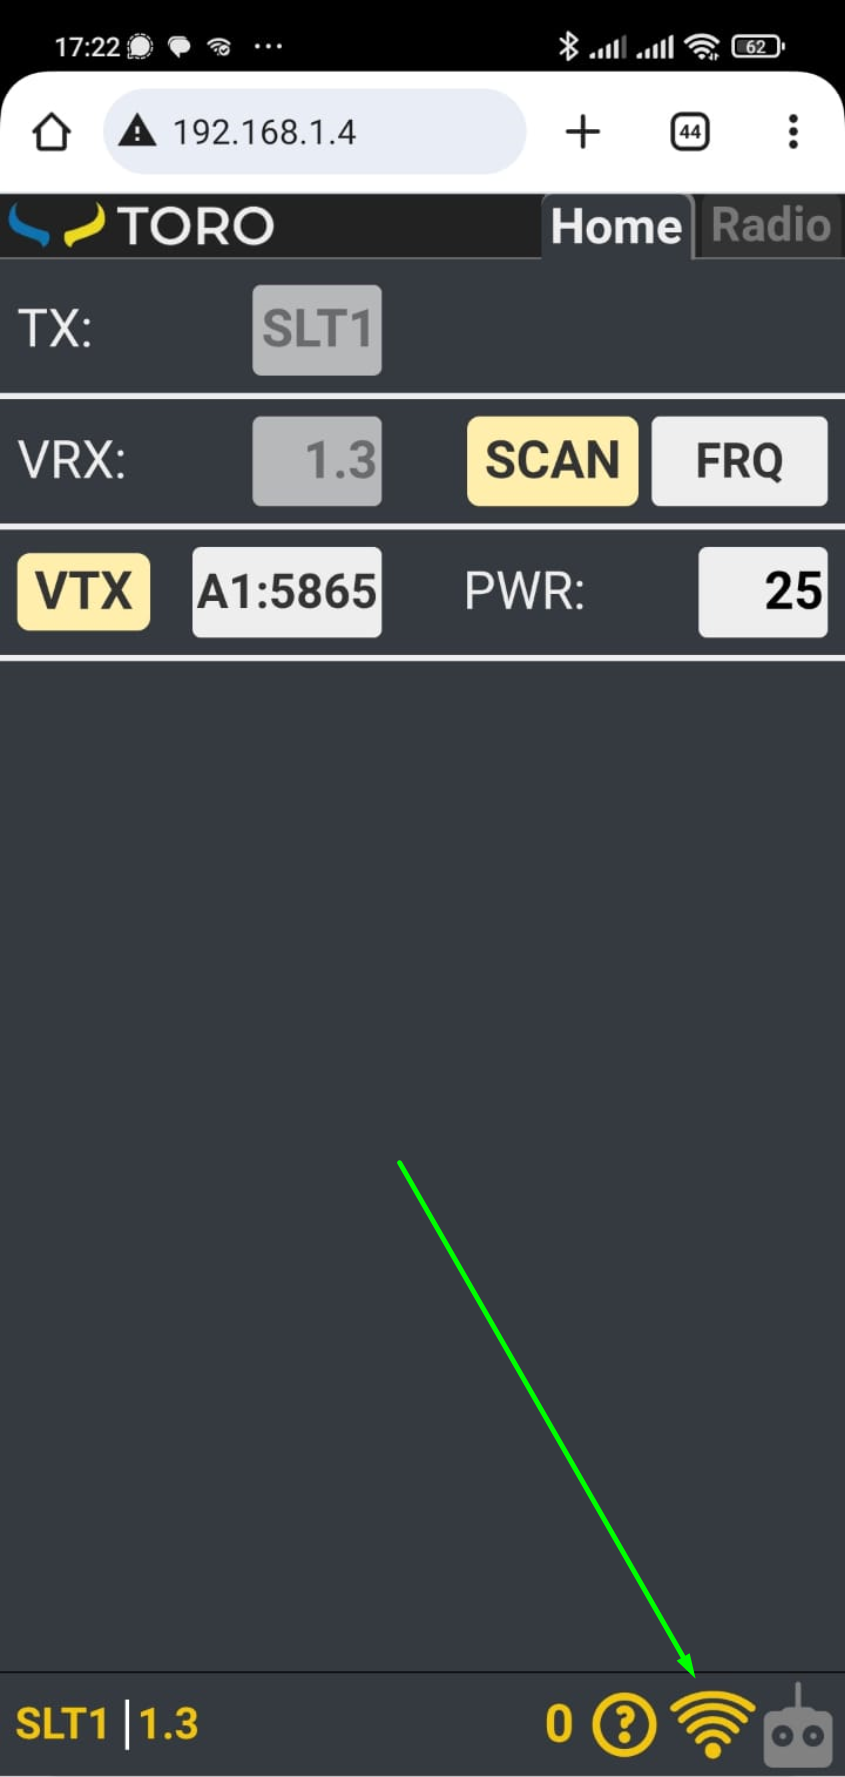 17:22 62
192.168.1.4 44
TORO Home Radio
TX: SLT1
VRX: 1.3 SCAN FRQ
VTX A1:5865 PWR: 25
SLT1 | 1.3 0 ?